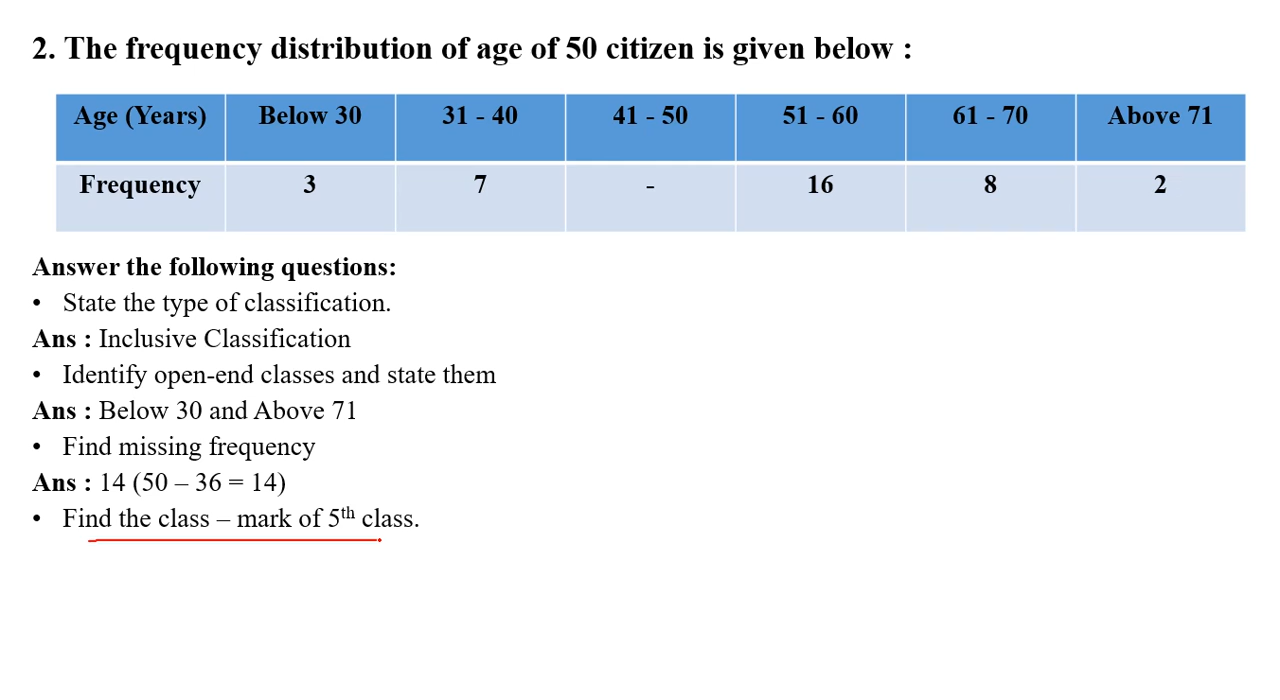 2. The frequency distribution of age of 50 citizen is given below :
Age (Years) Below 30 31 - 40 41 - 50 51 - 60 61 - 70 Above 71
Frequency 3 7 - 16 8 2
Answer the following questions:
• State the type of classification.
Ans : Inclusive Classification
• Identify open-end classes and state them
Ans : Below 30 and Above 71
• Find missing frequency
Ans : 14 (50 – 36 = 14)
• Find the class – mark of 5th class.